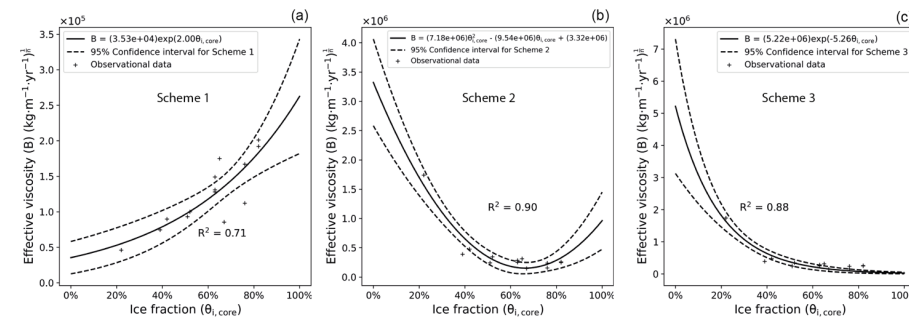 (a)
×10⁵
B = (3.53e+04)exp(2.00θi,core)
95% Confidence interval for Scheme 1
Observational data
Scheme 1
R² = 0.71
Effective viscosity (B) (kg·m⁻¹·yr⁻¹)^(1/n)
3.5
3.0
2.5
2.0
1.5
1.0
0.5
0.0
0% 20% 40% 60% 80% 100%
Ice fraction (θi,core)
(b)
×10⁶
B = (7.18e+06)θ²i,core - (9.54e+06)θi,core + (3.32e+06)
95% Confidence interval for Scheme 2
Observational data
Scheme 2
R² = 0.90
Effective viscosity (B) (kg·m⁻¹·yr⁻¹)^(1/n)
4.0
3.5
3.0
2.5
2.0
1.5
1.0
0.5
0.0
0% 20% 40% 60% 80% 100%
Ice fraction (θi,core)
(c
×10⁶
B = (5.22e+06)exp(-5.26θi,core)
95% Confidence interval for Scheme 3
Observational data
Scheme 3
R² = 0.88
Effective viscosity (B) (kg·m⁻¹·yr⁻¹)^(1/n)
7
6
5
4
3
2
1
0
0% 20% 40% 60% 80% 100
Ice fraction (θi,core)